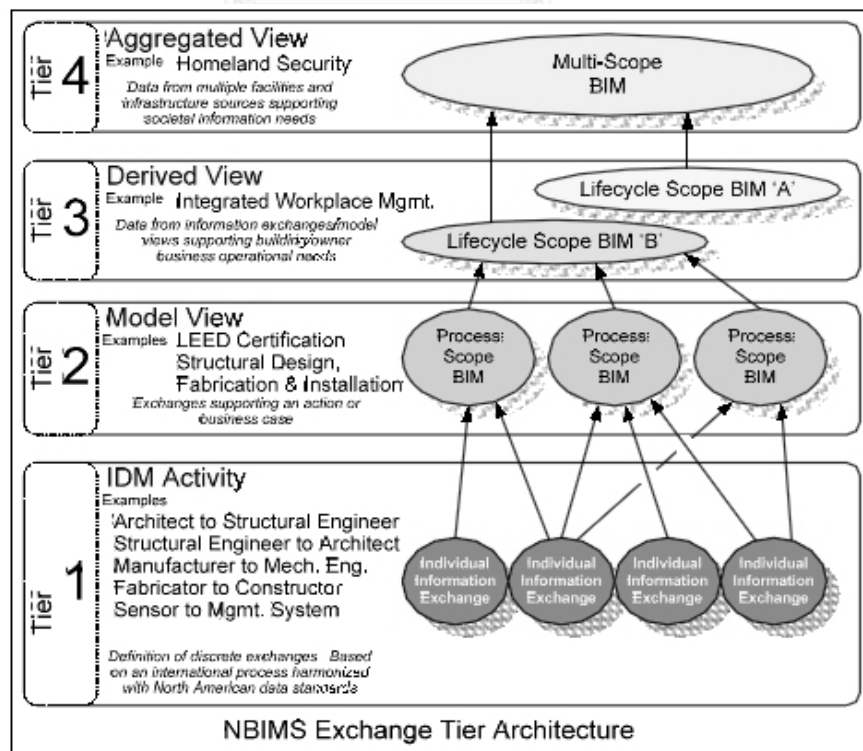 Tier 4
Aggregated View
Example Homeland Security
Data from multiple facilities and
infrastructure sources supporting
societal information needs
Multi-Scope
BIM
Tier 3
Derived View
Example Integrated Workplace Mgmt.
Data from information exchanges/model
views supporting building/owner
business operational needs
Lifecycle Scope BIM 'A'
Lifecycle Scope BIM 'B'
Tier 2
Model View
Examples LEED Certification
Structural Design,
Fabrication & Installation
Exchanges supporting an action or
business case
Process
Scope
BIM
Process
Scope
BIM
Process
Scope
BIM
Tier 1
IDM Activity
Examples
Architect to Structural Engineer
Structural Engineer to Architect
Manufacturer to Mech. Eng.
Fabricator to Constructor
Sensor to Mgmt. System
Definition of discrete exchanges Based
on an international process harmonized
with North American data standards
Individual
Information
Exchange
Individual
Information
Exchange
Individual
Information
Exchange
Individual
Information
Exchange
NBIMS Exchange Tier Architecture